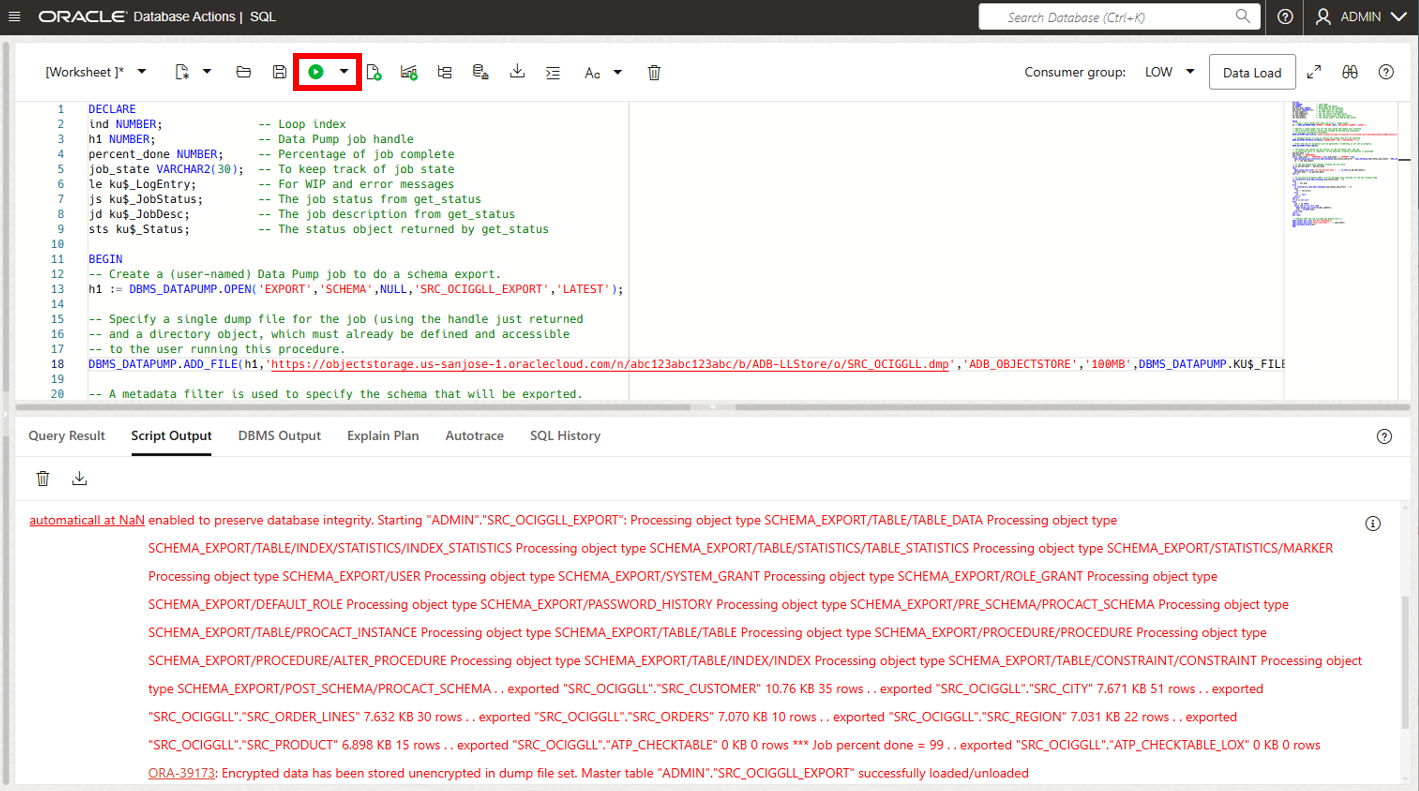 ORACLE Database Actions | SQL
Search Database (Ctrl+K)
ADMIN
[Worksheet ]*
Aa
Consumer group: LOW
Data Load
1 DECLARE
2 ind NUMBER; -- Loop index
3 h1 NUMBER; -- Data Pump job handle
4 percent_done NUMBER; -- Percentage of job complete
5 job_state VARCHAR2(30); -- To keep track of job state
6 le ku$_LogEntry; -- For WIP and error messages
7 js ku$_JobStatus; -- The job status from get_status
8 jd ku$_JobDesc; -- The job description from get_status
9 sts ku$_Status; -- The status object returned by get_status
10
11 BEGIN
12 -- Create a (user-named) Data Pump job to do a schema export.
13 h1 := DBMS_DATAPUMP.OPEN('EXPORT','SCHEMA',NULL,'SRC_OCIGGLL_EXPORT','LATEST');
14
15 -- Specify a single dump file for the job (using the handle just returned
16 -- and a directory object, which must already be defined and accessible
17 -- to the user running this procedure.
18 DBMS_DATAPUMP.ADD_FILE(h1,'https://objectstorage.us-sanjose-1.oraclecloud.com/n/abc123abc123abc/b/ADB-LLStore/o/SRC_OCIGGLL.dmp','ADB_OBJECTSTORE','100MB',DBMS_DATAPUMP.KU$_FILE
19
20 -- A metadata filter is used to specify the schema that will be exported.
Query Result Script Output DBMS Output Explain Plan Autotrace SQL History
automaticall at NaN enabled to preserve database integrity. Starting "ADMIN"."SRC_OCIGGLL_EXPORT": Processing object type SCHEMA_EXPORT/TABLE/TABLE_DATA Processing object type
SCHEMA_EXPORT/TABLE/INDEX/STATISTICS/INDEX_STATISTICS Processing object type SCHEMA_EXPORT/TABLE/STATISTICS/TABLE_STATISTICS Processing object type SCHEMA_EXPORT/STATISTICS/MARKER
Processing object type SCHEMA_EXPORT/USER Processing object type SCHEMA_EXPORT/SYSTEM_GRANT Processing object type SCHEMA_EXPORT/ROLE_GRANT Processing object type
SCHEMA_EXPORT/DEFAULT_ROLE Processing object type SCHEMA_EXPORT/PASSWORD_HISTORY Processing object type SCHEMA_EXPORT/PRE_SCHEMA/PROCACT_SCHEMA Processing object type
SCHEMA_EXPORT/TABLE/PROCACT_INSTANCE Processing object type SCHEMA_EXPORT/TABLE/TABLE Processing object type SCHEMA_EXPORT/PROCEDURE/PROCEDURE Processing object type
SCHEMA_EXPORT/PROCEDURE/ALTER_PROCEDURE Processing object type SCHEMA_EXPORT/TABLE/INDEX/INDEX Processing object type SCHEMA_EXPORT/TABLE/CONSTRAINT/CONSTRAINT Processing object
type SCHEMA_EXPORT/POST_SCHEMA/PROCACT_SCHEMA . . exported "SRC_OCIGGLL"."SRC_CUSTOMER" 10.76 KB 35 rows . . exported "SRC_OCIGGLL"."SRC_CITY" 7.671 KB 51 rows . . exported
"SRC_OCIGGLL"."SRC_ORDER_LINES" 7.632 KB 30 rows . . exported "SRC_OCIGGLL"."SRC_ORDERS" 7.070 KB 10 rows . . exported "SRC_OCIGGLL"."SRC_REGION" 7.031 KB 22 rows . . exported
"SRC_OCIGGLL"."SRC_PRODUCT" 6.898 KB 15 rows . . exported "SRC_OCIGGLL"."ATP_CHECKTABLE" 0 KB 0 rows *** Job percent done = 99 . . exported "SRC_OCIGGLL"."ATP_CHECKTABLE_LOX" 0 KB 0 rows
ORA-39173: Encrypted data has been stored unencrypted in dump file set. Master table "ADMIN"."SRC_OCIGGLL_EXPORT" successfully loaded/unloaded